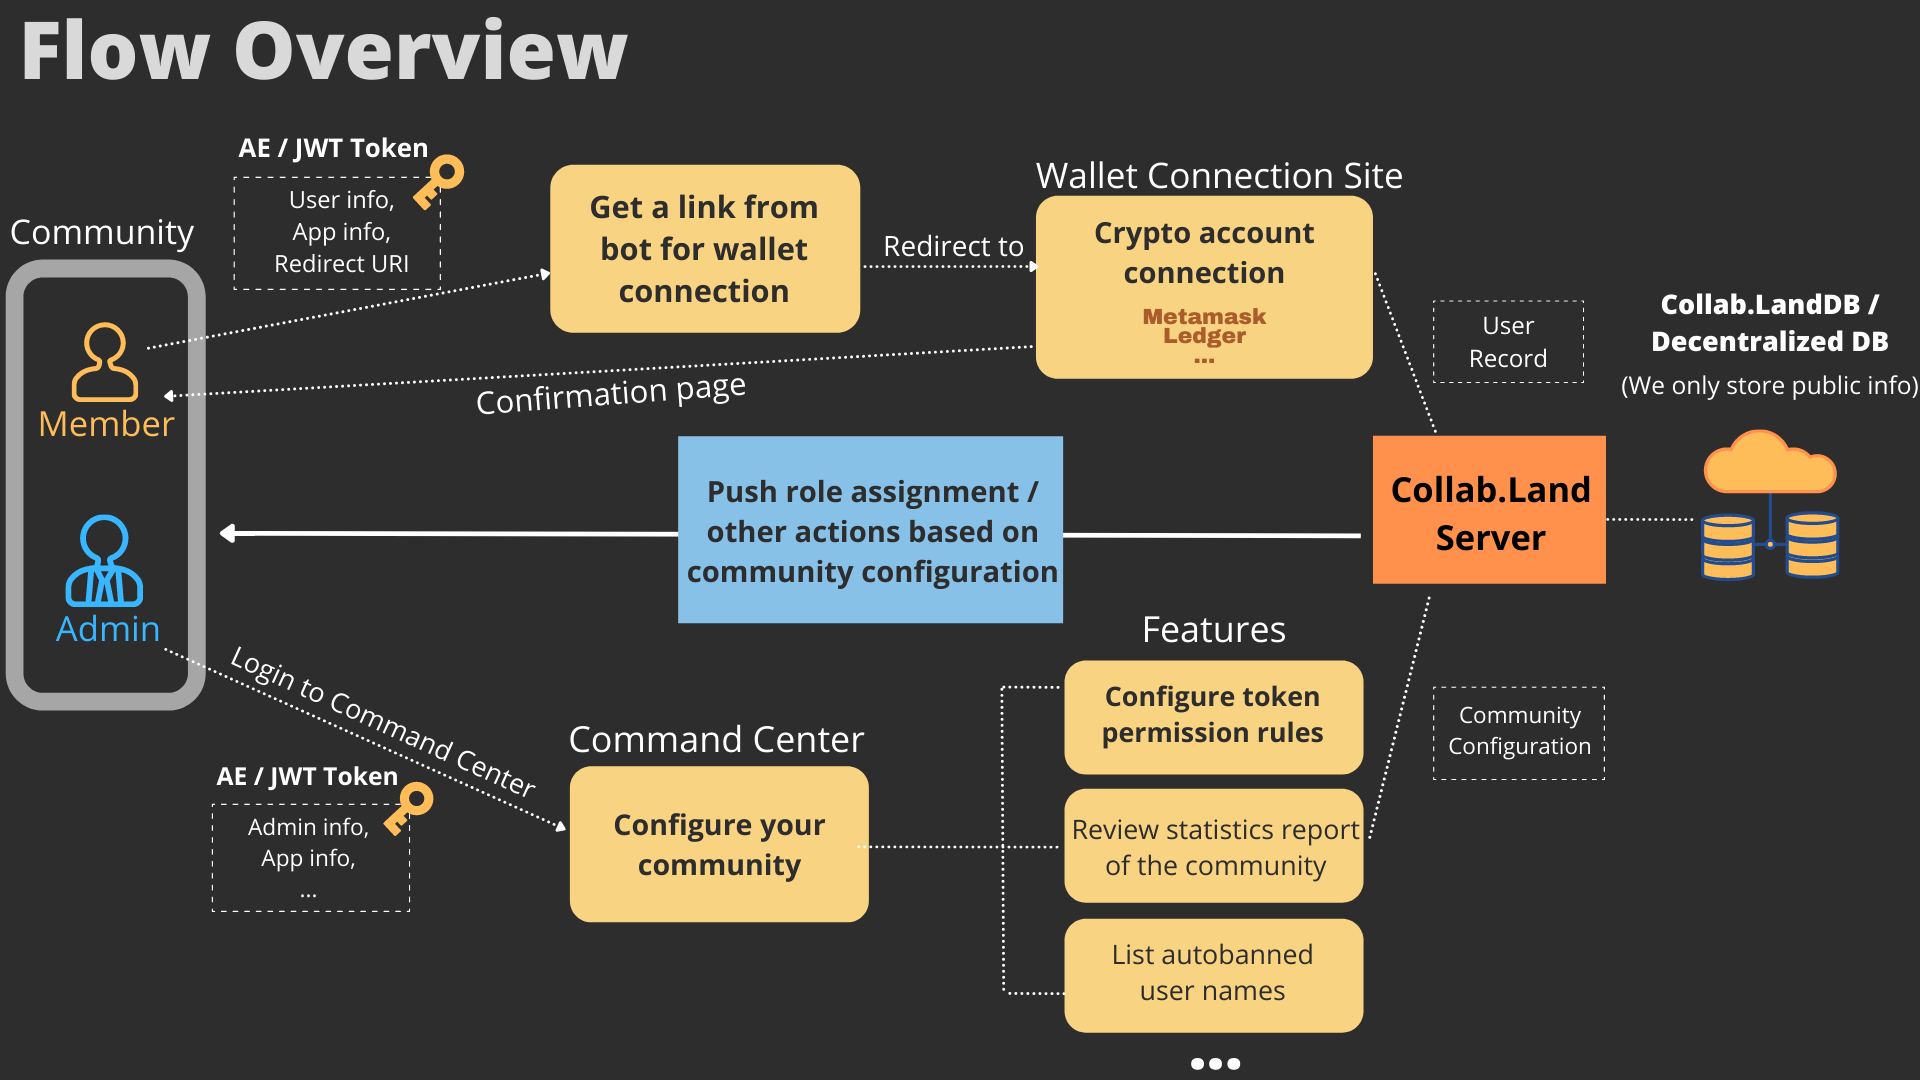 Flow Overview
AE / JWT Token
User info,
App info,
Redirect URI
Community
Member
Admin
Get a link from
bot for wallet
connection
Redirect to
Wallet Connection Site
Crypto account
connection
Metamask
Ledger
...
Confirmation page
User
Record
Collab.LandDB /
Decentralized DB
(We only store public info)
Push role assignment /
other actions based on
community configuration
Collab.Land
Server
Login to Command Center
AE / JWT Token
Admin info,
App info,
...
Command Center
Configure your
community
Features
Configure token
permission rules
Review statistics report
of the community
List autobanned
user names
...
Community
Configuration